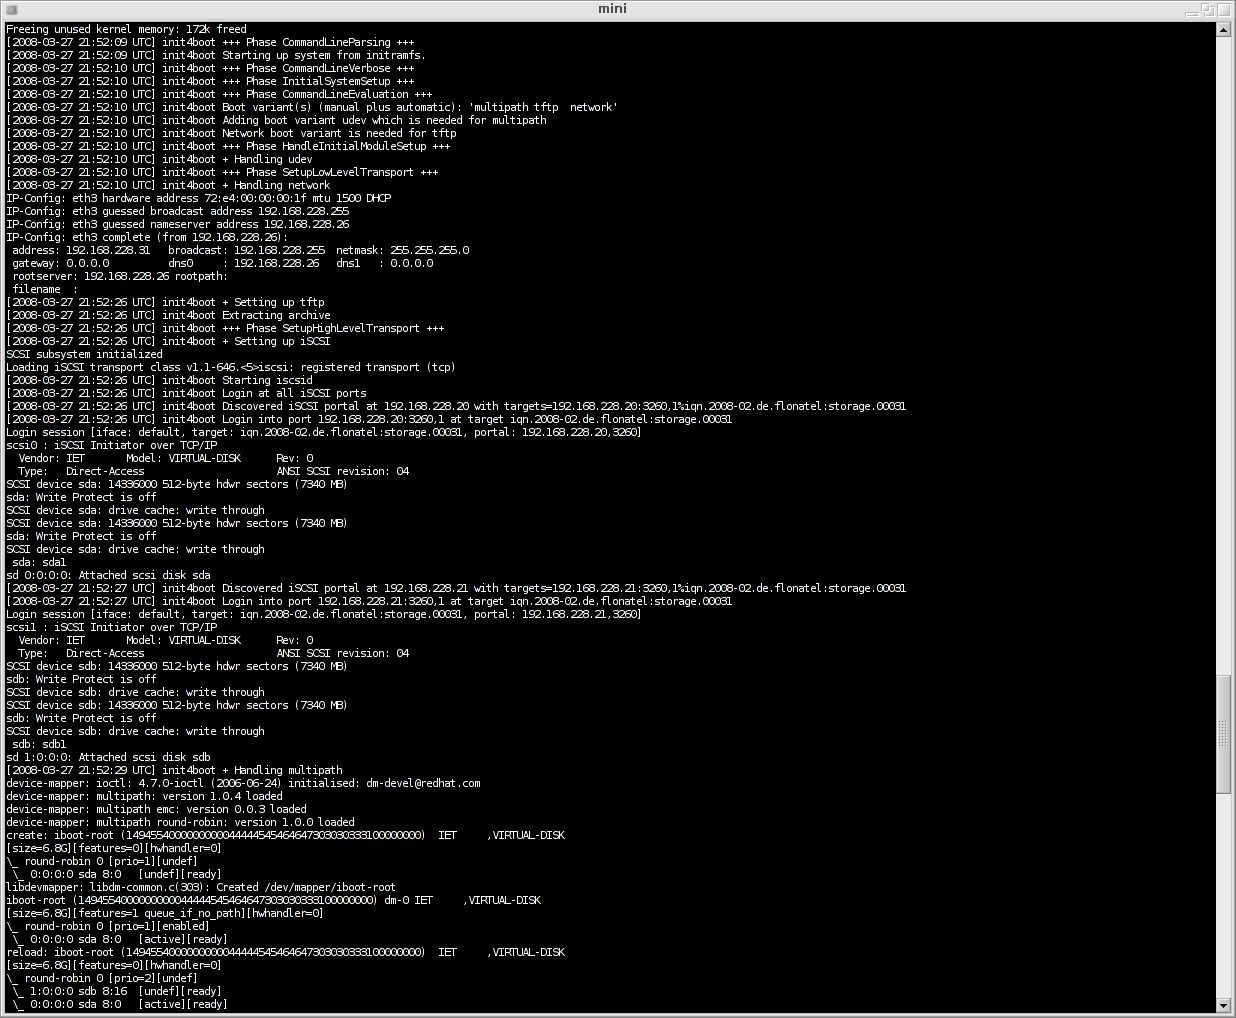 mini
Freeing unused kernel memory: 172k freed
[2008-03-27 21:52:09 UTC] init4boot +++ Phase CommandLineParsing +++
[2008-03-27 21:52:09 UTC] init4boot Starting up system from initramfs.
[2008-03-27 21:52:10 UTC] init4boot +++ Phase CommandLineVerbose +++
[2008-03-27 21:52:10 UTC] init4boot +++ Phase InitialSystemSetup +++
[2008-03-27 21:52:10 UTC] init4boot +++ Phase CommandLineEvaluation +++
[2008-03-27 21:52:10 UTC] init4boot Boot variant(s) (manual plus automatic): 'multipath tftp  network'
[2008-03-27 21:52:10 UTC] init4boot Adding boot variant udev which is needed for multipath
[2008-03-27 21:52:10 UTC] init4boot Network boot variant is needed for tftp
[2008-03-27 21:52:10 UTC] init4boot +++ Phase HandleInitialModuleSetup +++
[2008-03-27 21:52:10 UTC] init4boot + Handling udev
[2008-03-27 21:52:10 UTC] init4boot +++ Phase SetupLowLevelTransport +++
[2008-03-27 21:52:10 UTC] init4boot + Handling network
IP-Config: eth3 hardware address 72:e4:00:00:00:1f mtu 1500 DHCP
IP-Config: eth3 guessed broadcast address 192.168.228.255
IP-Config: eth3 guessed nameserver address 192.168.228.26
IP-Config: eth3 complete (from 192.168.228.26):
 address: 192.168.228.31   broadcast: 192.168.228.255  netmask: 255.255.255.0
 gateway: 0.0.0.0          dns0     : 192.168.228.26   dns1   : 0.0.0.0
 rootserver: 192.168.228.26 rootpath:
 filename  :
[2008-03-27 21:52:26 UTC] init4boot + Setting up tftp
[2008-03-27 21:52:26 UTC] init4boot Extracting archive
[2008-03-27 21:52:26 UTC] init4boot +++ Phase SetupHighLevelTransport +++
[2008-03-27 21:52:26 UTC] init4boot + Setting up iSCSI
SCSI subsystem initialized
Loading iSCSI transport class v1.1-646.<5>iscsi: registered transport (tcp)
[2008-03-27 21:52:26 UTC] init4boot Starting iscsid
[2008-03-27 21:52:26 UTC] init4boot Login at all iSCSI ports
[2008-03-27 21:52:26 UTC] init4boot Discovered iSCSI portal at 192.168.228.20 with targets=192.168.228.20:3260,1%iqn.2008-02.de.flonatel:storage.00031
[2008-03-27 21:52:26 UTC] init4boot Login into port 192.168.228.20:3260,1 at target iqn.2008-02.de.flonatel:storage.00031
Login session [iface: default, target: iqn.2008-02.de.flonatel:storage.00031, portal: 192.168.228.20,3260]
scsi0 : iSCSI Initiator over TCP/IP
  Vendor: IET       Model: VIRTUAL-DISK      Rev: 0
  Type:   Direct-Access                      ANSI SCSI revision: 04
SCSI device sda: 14336000 512-byte hdwr sectors (7340 MB)
sda: Write Protect is off
SCSI device sda: drive cache: write through
SCSI device sda: 14336000 512-byte hdwr sectors (7340 MB)
sda: Write Protect is off
SCSI device sda: drive cache: write through
 sda: sda1
sd 0:0:0:0: Attached scsi disk sda
[2008-03-27 21:52:27 UTC] init4boot Discovered iSCSI portal at 192.168.228.21 with targets=192.168.228.21:3260,1%iqn.2008-02.de.flonatel:storage.00031
[2008-03-27 21:52:27 UTC] init4boot Login into port 192.168.228.21:3260,1 at target iqn.2008-02.de.flonatel:storage.00031
Login session [iface: default, target: iqn.2008-02.de.flonatel:storage.00031, portal: 192.168.228.21,3260]
scsi1 : iSCSI Initiator over TCP/IP
  Vendor: IET       Model: VIRTUAL-DISK      Rev: 0
  Type:   Direct-Access                      ANSI SCSI revision: 04
SCSI device sdb: 14336000 512-byte hdwr sectors (7340 MB)
sdb: Write Protect is off
SCSI device sdb: drive cache: write through
SCSI device sdb: 14336000 512-byte hdwr sectors (7340 MB)
sdb: Write Protect is off
SCSI device sdb: drive cache: write through
 sdb: sdb1
sd 1:0:0:0: Attached scsi disk sdb
[2008-03-27 21:52:29 UTC] init4boot + Handling multipath
device-mapper: ioctl: 4.7.0-ioctl (2006-06-24) initialised: dm-devel@redhat.com
device-mapper: multipath: version 1.0.4 loaded
device-mapper: multipath emc: version 0.0.3 loaded
device-mapper: multipath round-robin: version 1.0.0 loaded
create: iboot-root (149455400000000004444454546464730303033100000000)  IET     ,VIRTUAL-DISK
[size=6.8G][features=0][hwhandler=0]
\_ round-robin 0 [prio=1][undef]
 \_ 0:0:0:0 sda 8:0   [undef][ready]
libdevmapper: libdm-common.c(303): Created /dev/mapper/iboot-root
iboot-root (149455400000000004444454546464730303033100000000) dm-0 IET     ,VIRTUAL-DISK
[size=6.8G][features=1 queue_if_no_path][hwhandler=0]
\_ round-robin 0 [prio=1][enabled]
 \_ 0:0:0:0 sda 8:0   [active][ready]
reload: iboot-root (149455400000000004444454546464730303033100000000)  IET     ,VIRTUAL-DISK
[size=6.8G][features=0][hwhandler=0]
\_ round-robin 0 [prio=2][undef]
 \_ 1:0:0:0 sdb 8:16  [undef][ready]
 \_ 0:0:0:0 sda 8:0   [active][ready]